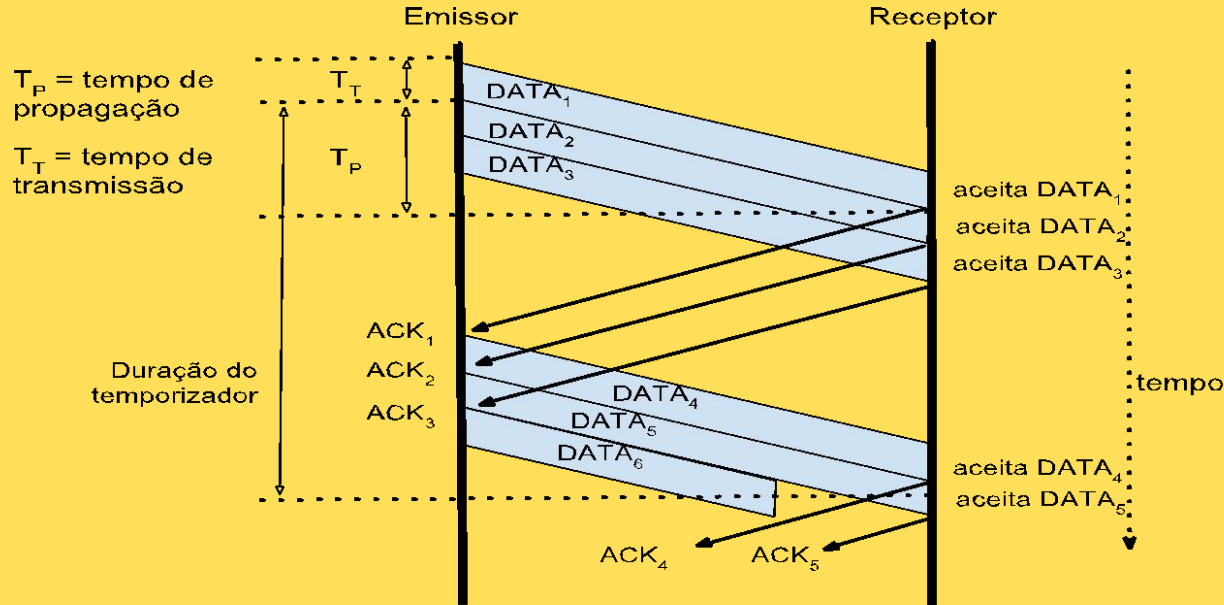 Emissor
Receptor
T_P = tempo de
propagação
T_T = tempo de
transmissão
T_T
T_P
DATA_1
DATA_2
DATA_3
aceita DATA_1
aceita DATA_2
aceita DATA_3
ACK_1
ACK_2
ACK_3
Duração do
temporizador
DATA_4
DATA_5
DATA_6
tempo
aceita DATA_4
aceita DATA_5
ACK_4
ACK_5